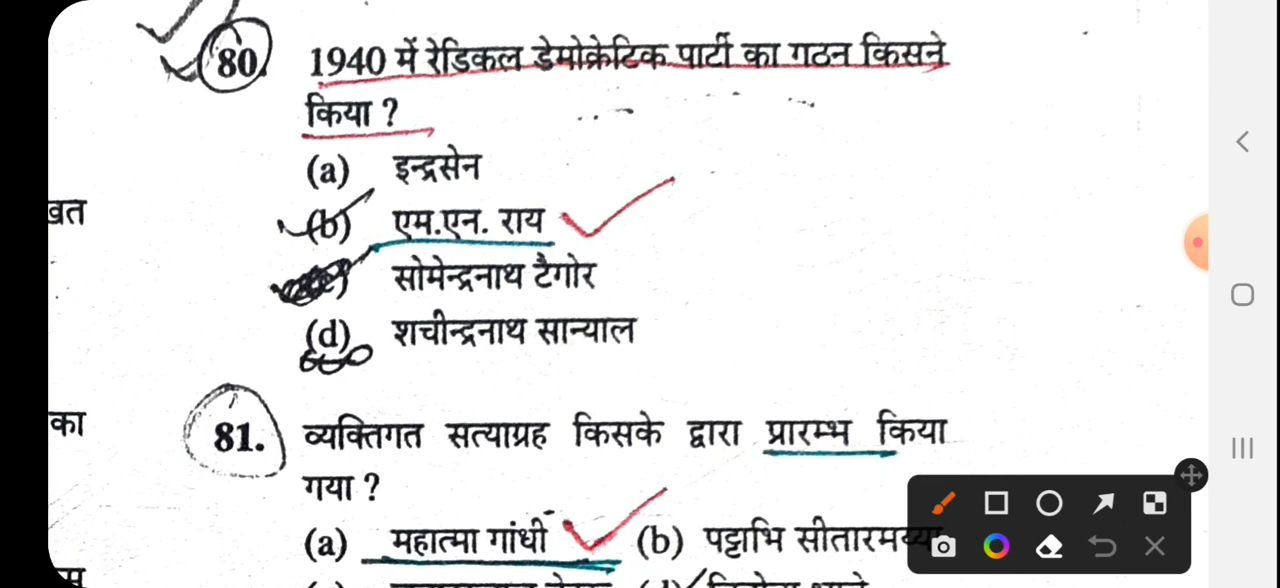 80. 1940 में रेडिकल डेमोक्रेटिक पार्टी का गठन किसने
किया ?
(a) इन्द्रसेन
(b) एम.एन. राय
सोमेन्द्रनाथ टैगोर
(d) शचीन्द्रनाथ सान्याल
81. व्यक्तिगत सत्याग्रह किसके द्वारा प्रारम्भ किया
गया ?
(a) महात्मा गांधी (b) पट्टाभि सीतारमय्या